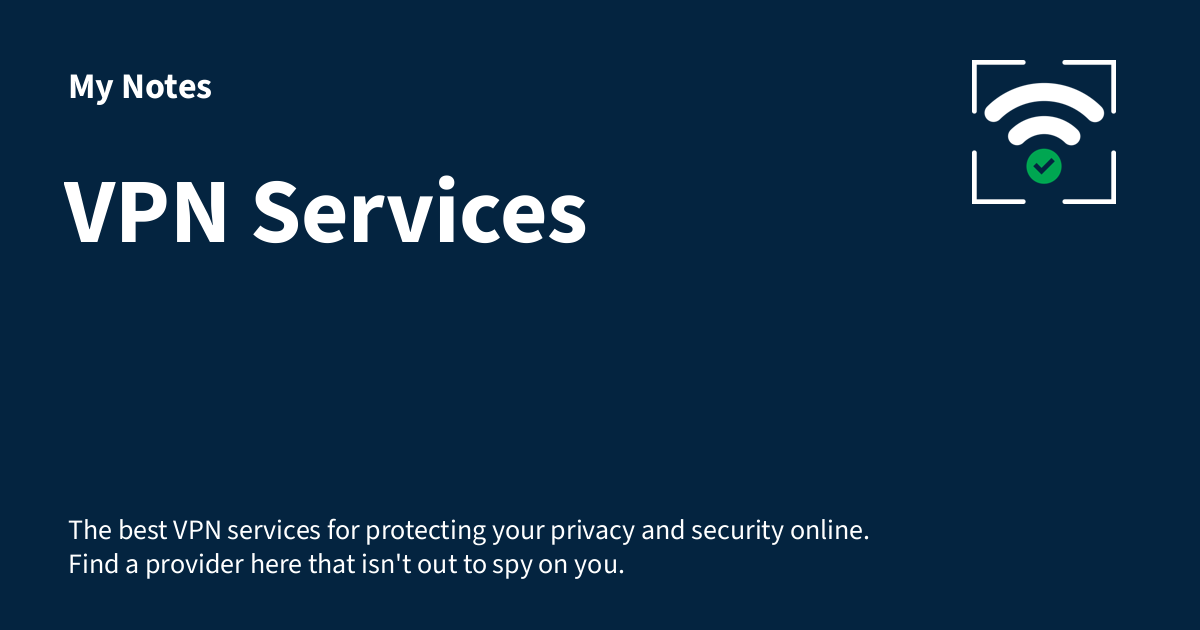 My Notes
VPN Services
The best VPN services for protecting your privacy and security online.
Find a provider here that isn't out to spy on you.